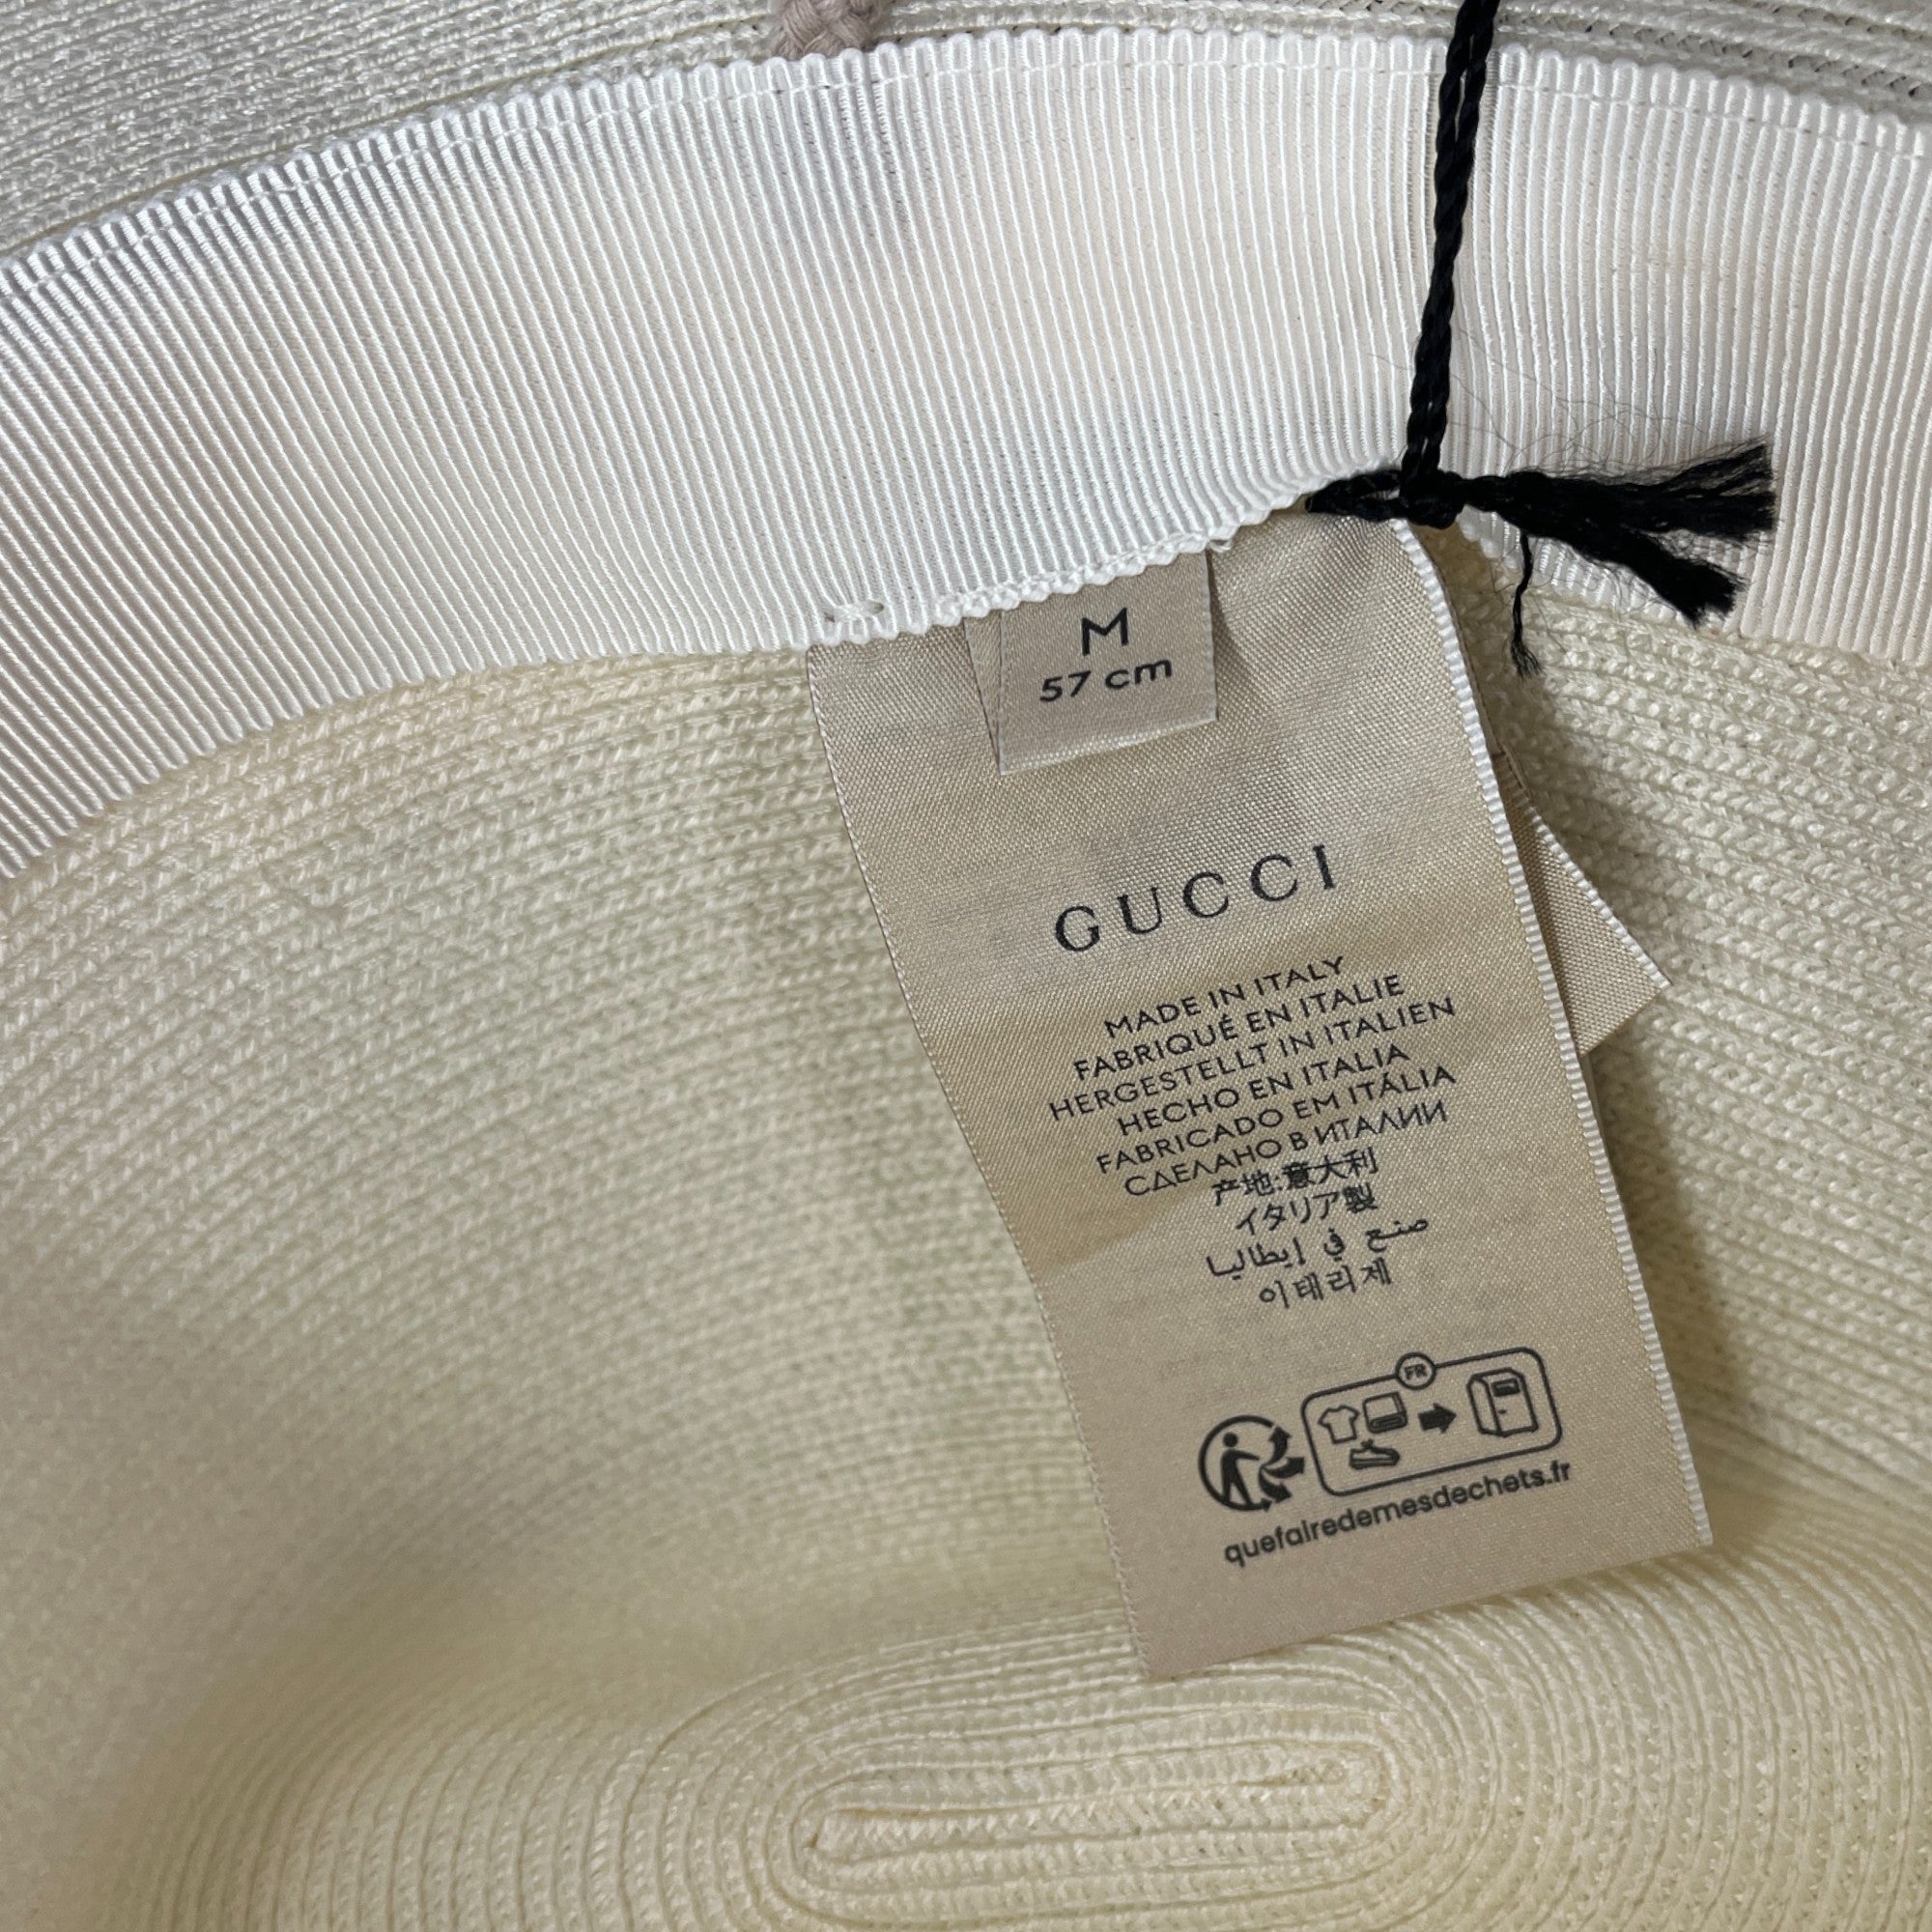 M
57 cm
GUCCI
MADE IN ITALY
FABRIQUÉ EN ITALIE
HERGESTELLT IN ITALIEN
HECHO EN ITALIA
FABRICADO EM ITÁLIA
СДЕЛАНО В ИТАЛИИ
产地:意大利
イタリア製
صنع في إيطاليا
이태리제
FR
quefairedemesdechets.fr